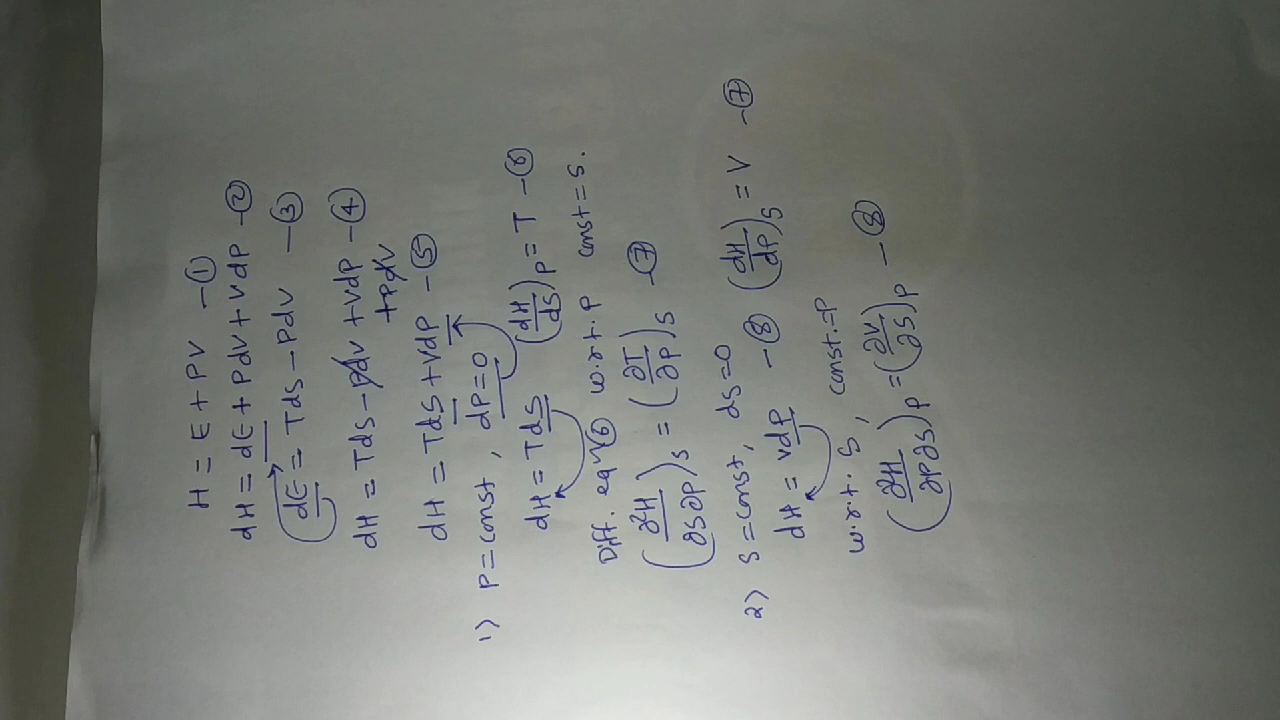 H = E + PV -①
dH = dE + Pdv + vdP -②
dE = Tds - Pdv -③
dH = Tds - Pdv + vdP -④
+Pdv
dH = Tds + vdP -⑤
1) P = const, dP = 0
dH = Tds (dH/ds)P = T -⑥
Diff. eqn ⑥ w.r.t. P const = s.
(∂²H/∂S∂P)s = (∂T/∂P)s -⑦
2) S = const, ds = 0
dH = vdP -⑧ (dH/dP)s = V -⑦
w.r.t. S, const. = P
(∂²H/∂P∂S)P = (∂V/∂S)P -⑧